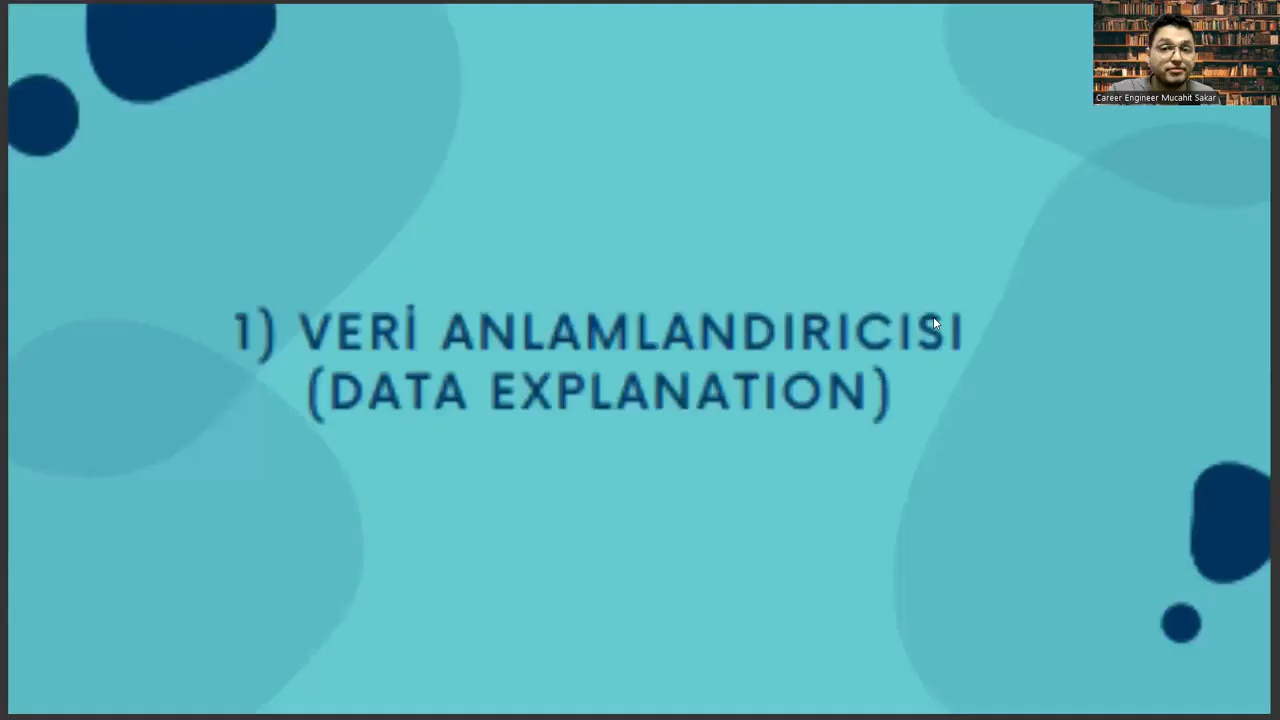 Career Engineer Mucahit Sakar
1) VERİ ANLAMLANDIRICISI
(DATA EXPLANATION)